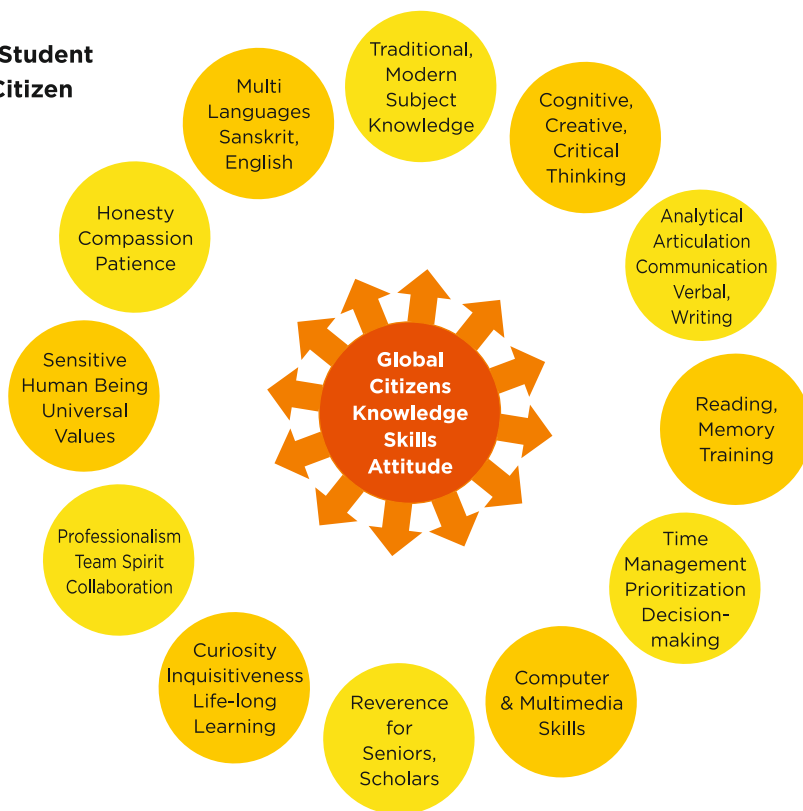 Student
Citizen
Traditional,
Modern
Subject
Knowledge
Cognitive,
Creative,
Critical
Thinking
Analytical
Articulation
Communication
Verbal,
Writing
Reading,
Memory
Training
Time
Management
Prioritization
Decision-
making
Computer
& Multimedia
Skills
Reverence
for
Seniors,
Scholars
Curiosity
Inquisitiveness
Life-long
Learning
Professionalism
Team Spirit
Collaboration
Sensitive
Human Being
Universal
Values
Honesty
Compassion
Patience
Multi
Languages
Sanskrit,
English
Global
Citizens
Knowledge
Skills
Attitude